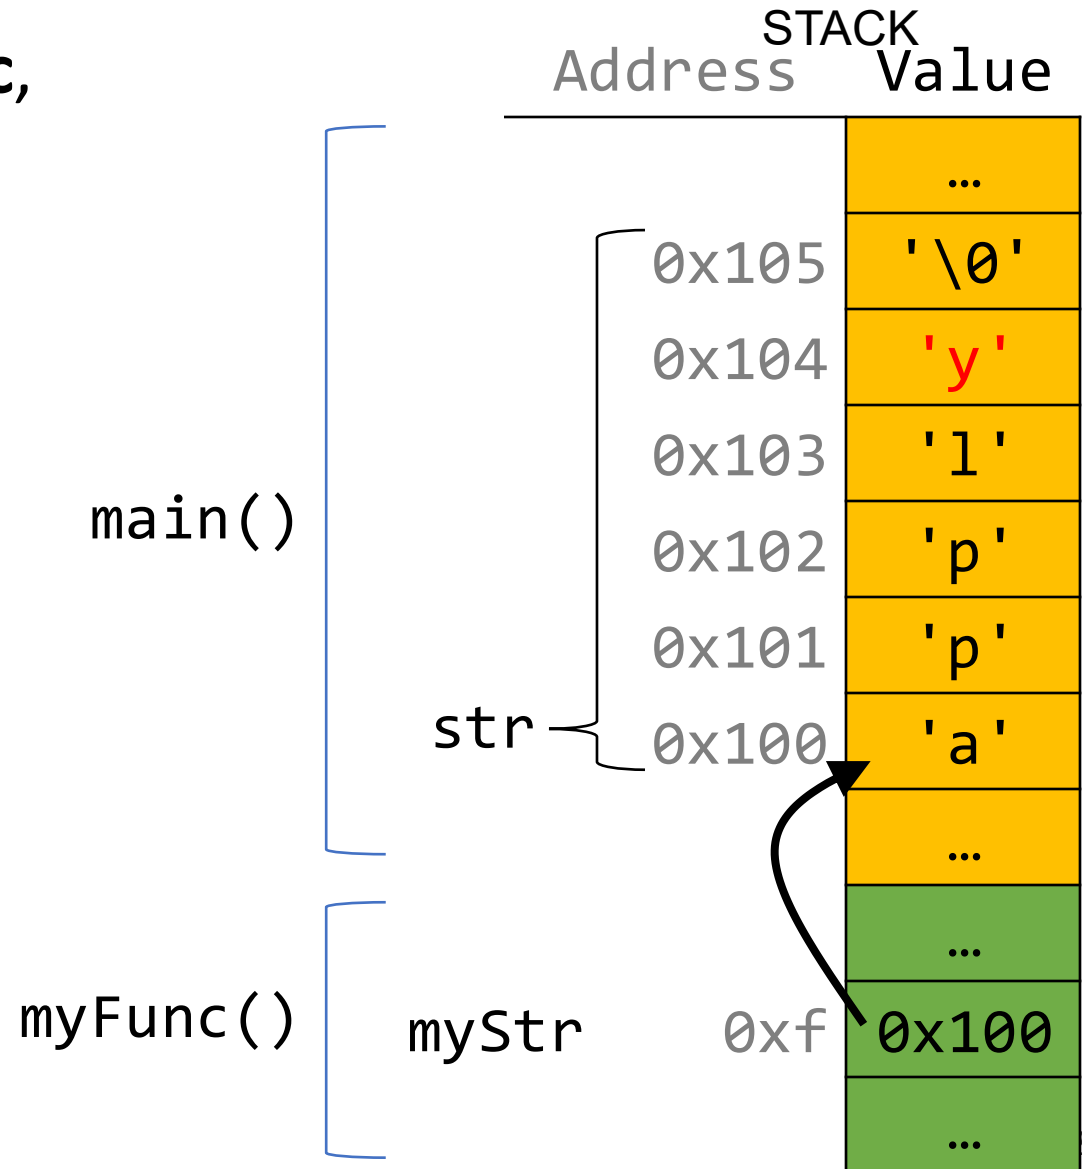 STACK
c,
Address Value
…
0x105 '\0'
0x104 'y'
0x103 'l'
main()
0x102 'p'
0x101 'p'
str 0x100 'a'
…
…
myFunc() myStr 0xf 0x100
…